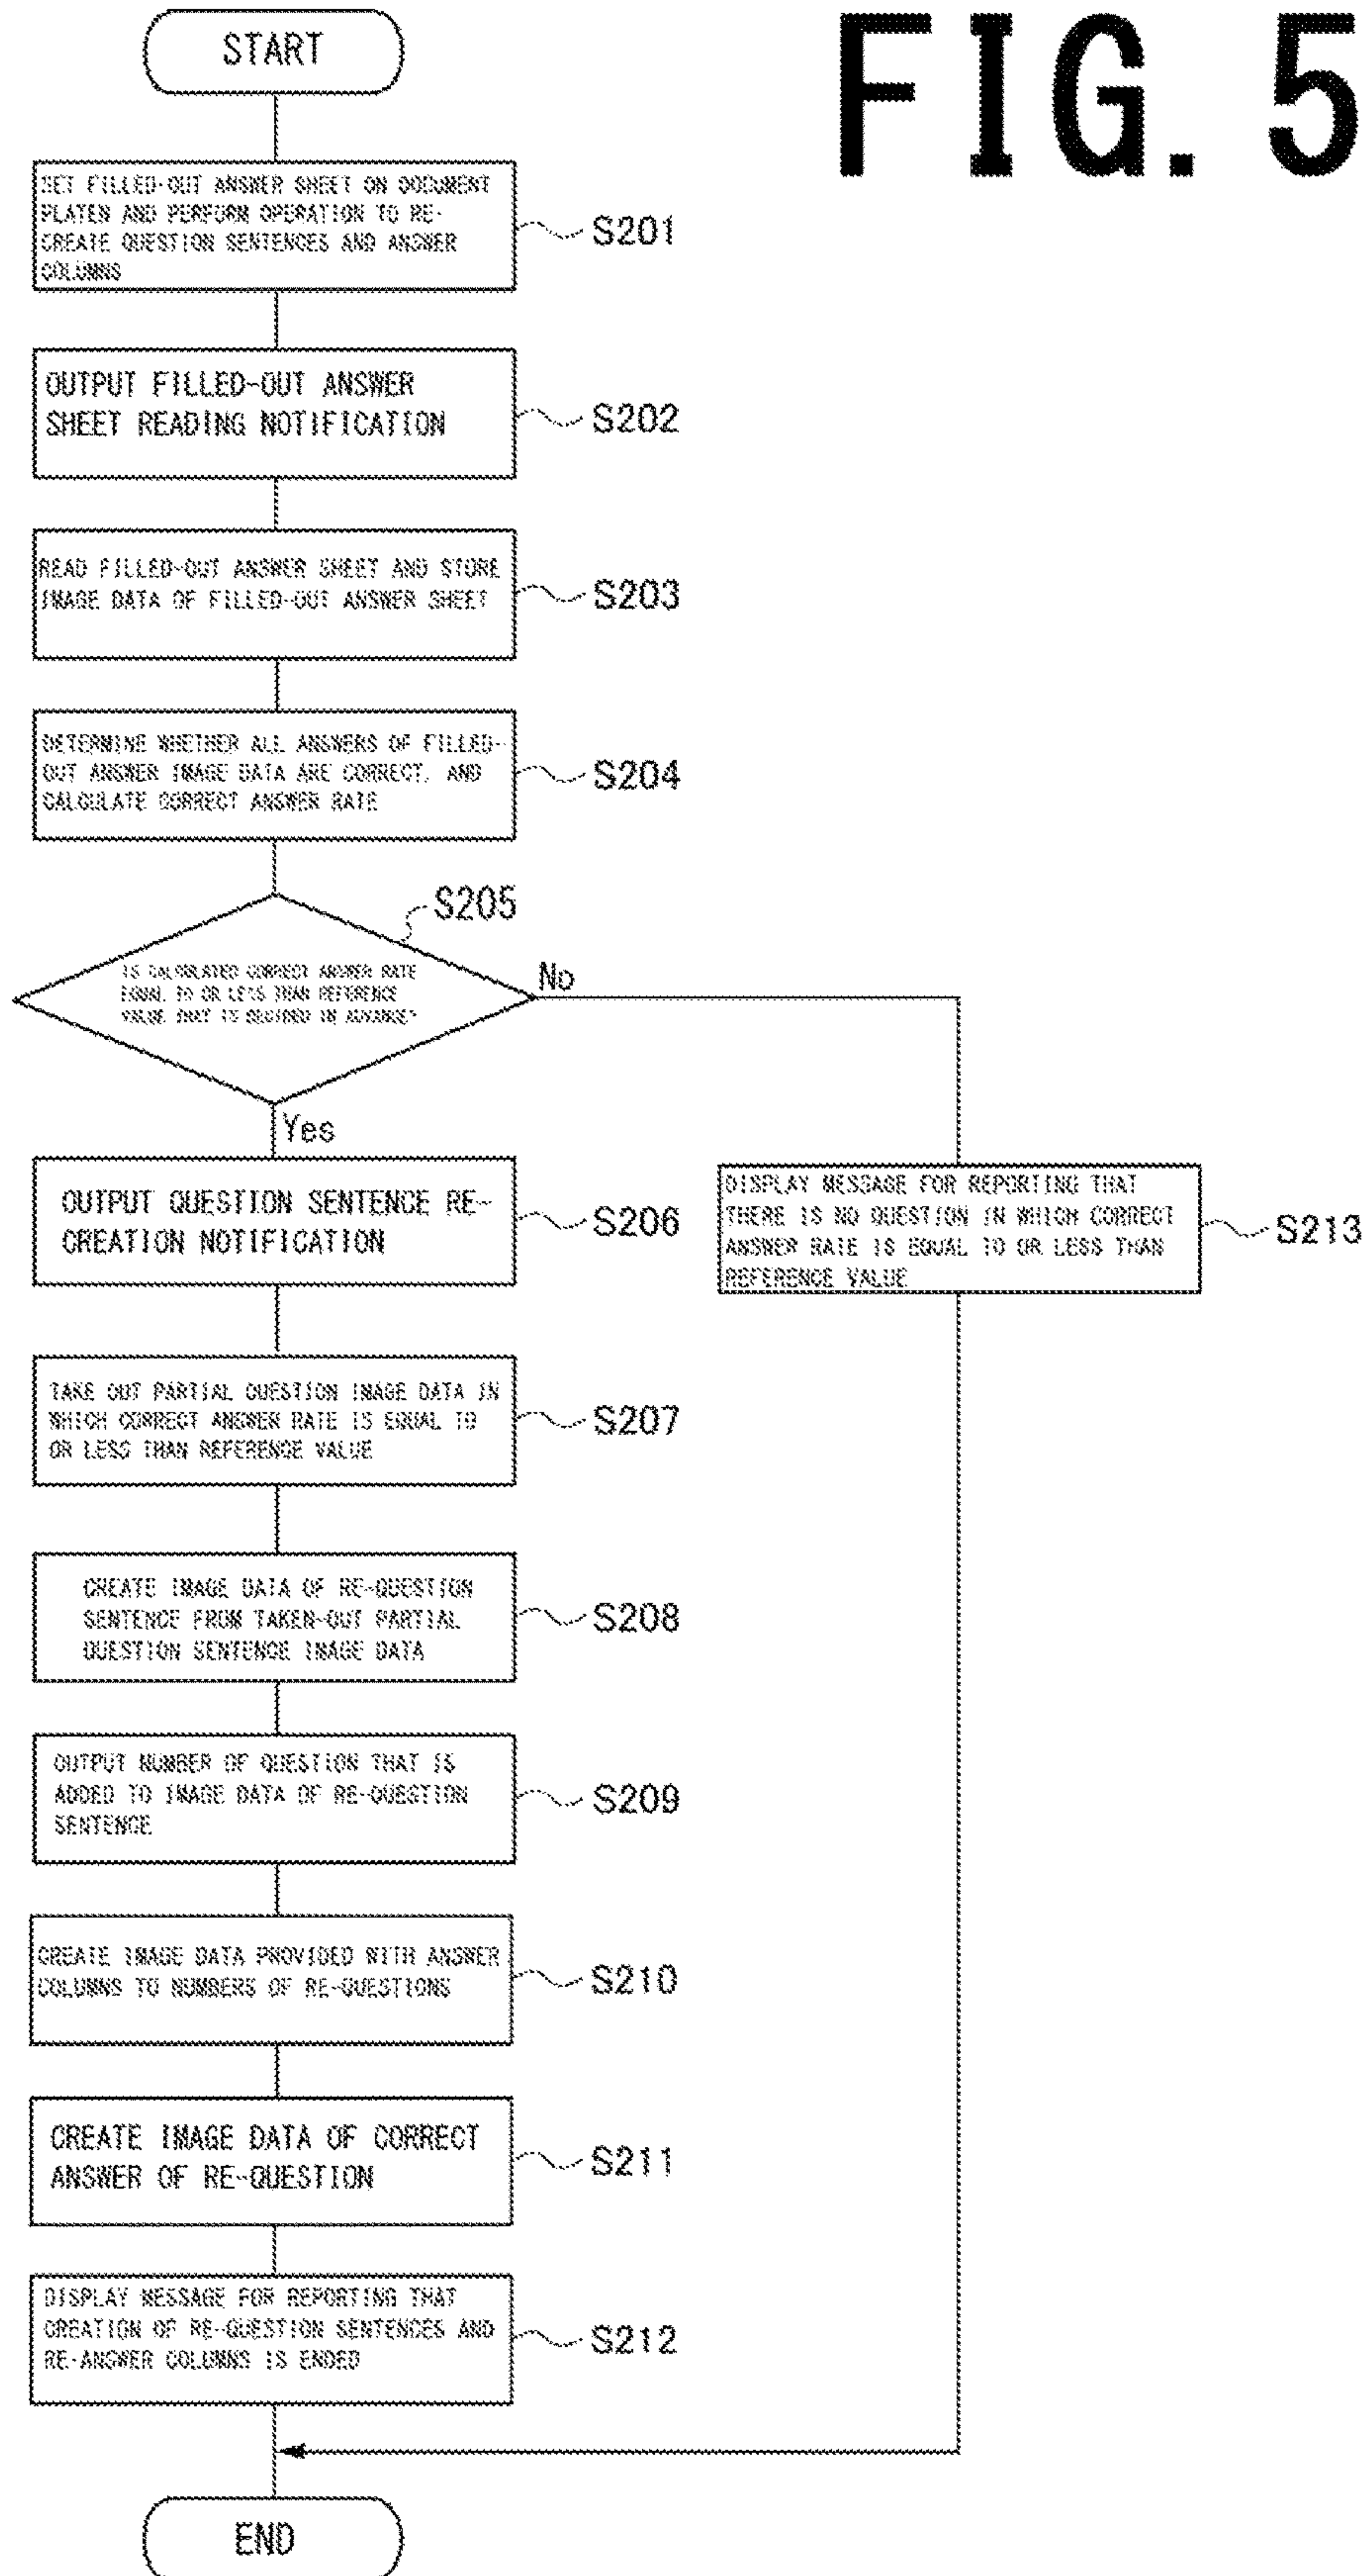 FIG. 5
START
SET FILLED-OUT ANSWER SHEET ON DOCUMENT
PLATEN AND PERFORM OPERATION TO RE-
CREATE QUESTION SENTENCES AND ANSWER
COLUMNS
S201
OUTPUT FILLED-OUT ANSWER
SHEET READING NOTIFICATION
S202
READ FILLED-OUT ANSWER SHEET AND STORE
IMAGE DATA OF FILLED-OUT ANSWER SHEET
S203
DETERMINE WHETHER ALL ANSWERS OF FILLED-
OUT ANSWER IMAGE DATA ARE CORRECT, AND
CALCULATE CORRECT ANSWER RATE
S204
S205
IS CALCULATED CORRECT ANSWER RATE
EQUAL TO OR LESS THAN REFERENCE
VALUE THAT IS DECIDED IN ADVANCE?
No
Yes
OUTPUT QUESTION SENTENCE RE-
CREATION NOTIFICATION
S206
DISPLAY MESSAGE FOR REPORTING THAT
THERE IS NO QUESTION IN WHICH CORRECT
ANSWER RATE IS EQUAL TO OR LESS THAN
REFERENCE VALUE
S213
TAKE OUT PARTIAL QUESTION IMAGE DATA IN
WHICH CORRECT ANSWER RATE IS EQUAL TO
OR LESS THAN REFERENCE VALUE
S207
CREATE IMAGE DATA OF RE-QUESTION
SENTENCE FROM TAKEN-OUT PARTIAL
QUESTION SENTENCE IMAGE DATA
S208
OUTPUT NUMBER OF QUESTION THAT IS
ADDED TO IMAGE DATA OF RE-QUESTION
SENTENCE
S209
CREATE IMAGE DATA PROVIDED WITH ANSWER
COLUMNS TO NUMBERS OF RE-QUESTIONS
S210
CREATE IMAGE DATA OF CORRECT
ANSWER OF RE-QUESTION
S211
DISPLAY MESSAGE FOR REPORTING THAT
CREATION OF RE-QUESTION SENTENCES AND
RE-ANSWER COLUMNS IS ENDED
S212
END